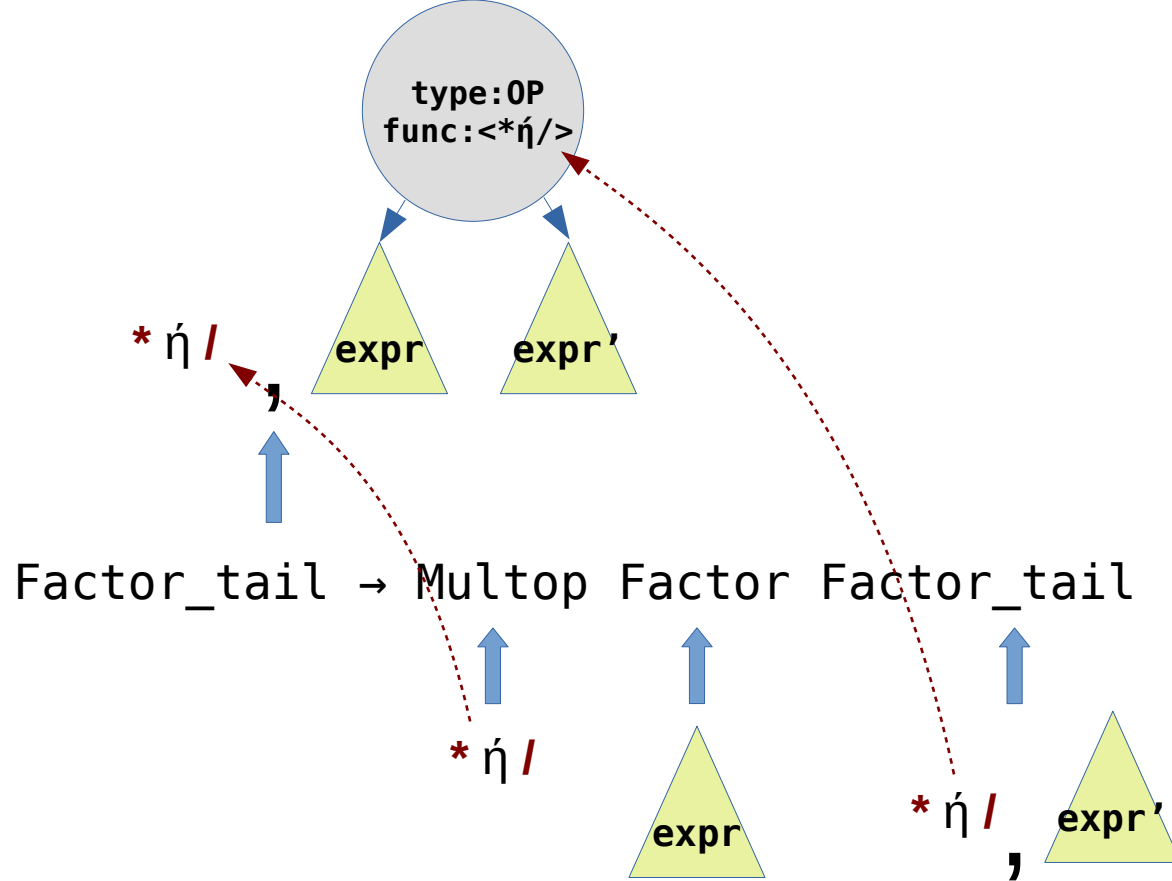 type:OP
func:<*ή/>
* ή /
,
expr
expr’
Factor_tail → Multop Factor Factor_tail
* ή /
expr
* ή /
,
expr’